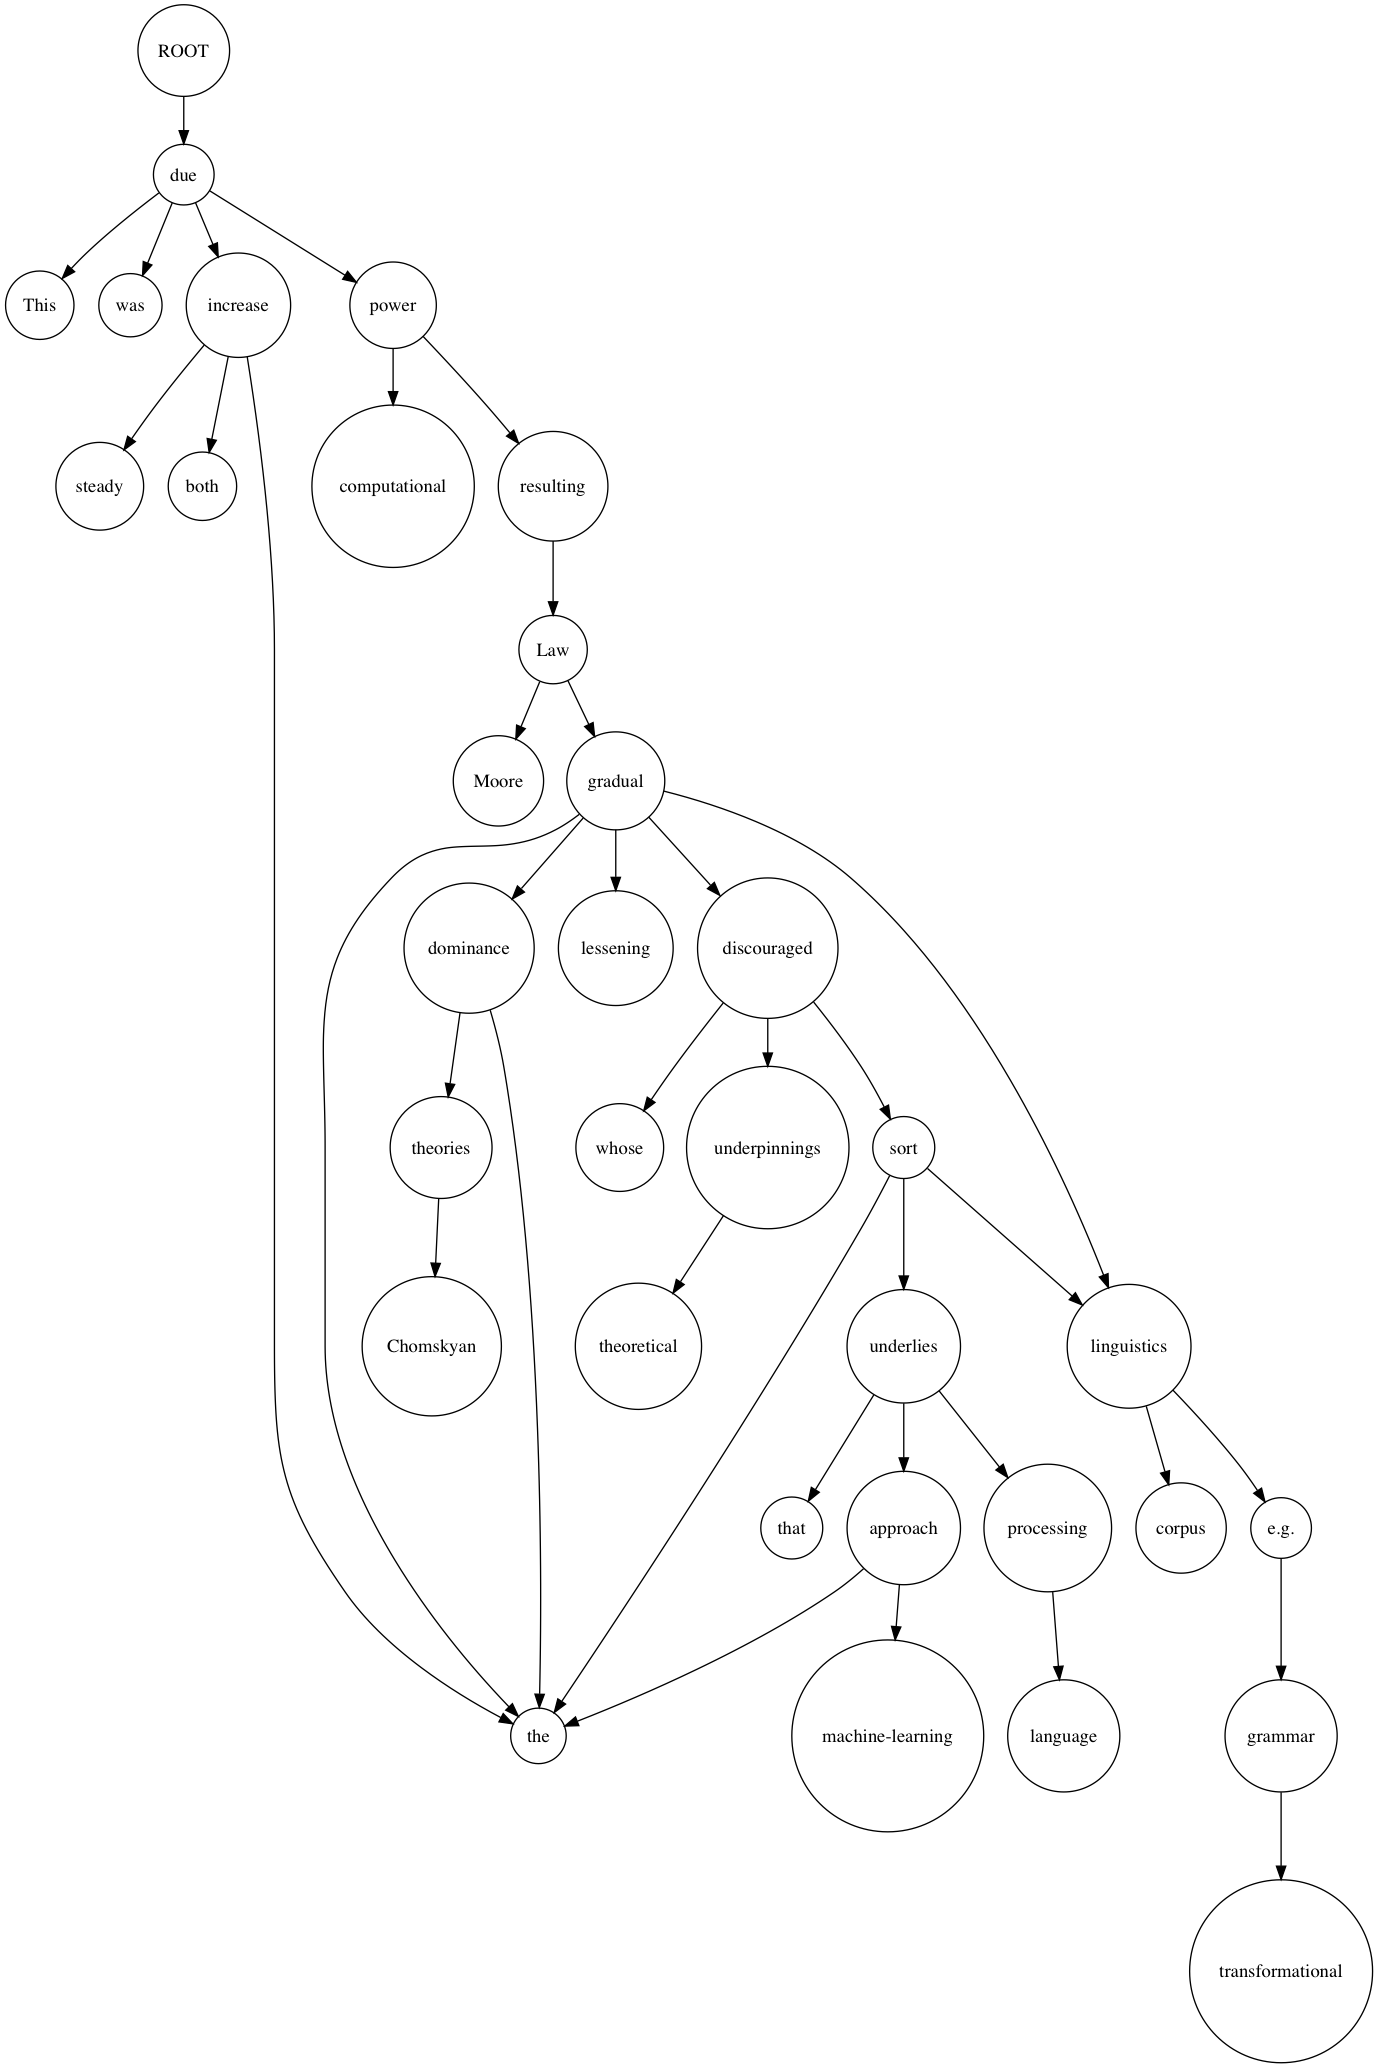 ROOT
due
This
was
increase
power
steady
both
computational
resulting
Law
Moore
gradual
dominance
lessening
discouraged
theories
whose
underpinnings
sort
Chomskyan
theoretical
underlies
linguistics
that
approach
processing
corpus
e.g.
the
machine-learning
language
grammar
transformational